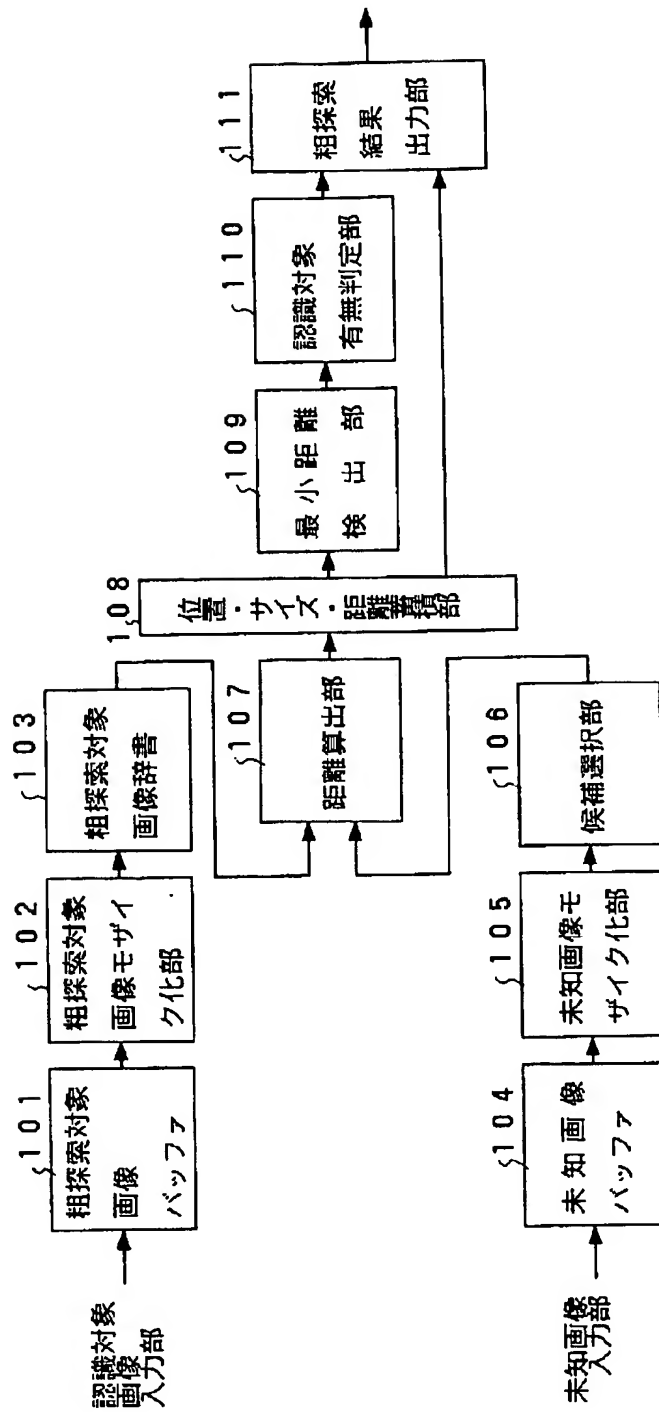 認識対象
画像
入力部
101
粗探索対象
画像
バッファ
102
粗探索対象
画像モザイ
ク化部
103
粗探索対象
画像辞書
未知画像
入力部
104
未知画像
バッファ
105
未知画像モ
ザイク化部
106
候補選択部
107
距離算出部
108
位置・サイズ・距離蓄積部
109
最小距離
検出部
110
認識対象
有無判定部
111
粗探索
結果
出力部